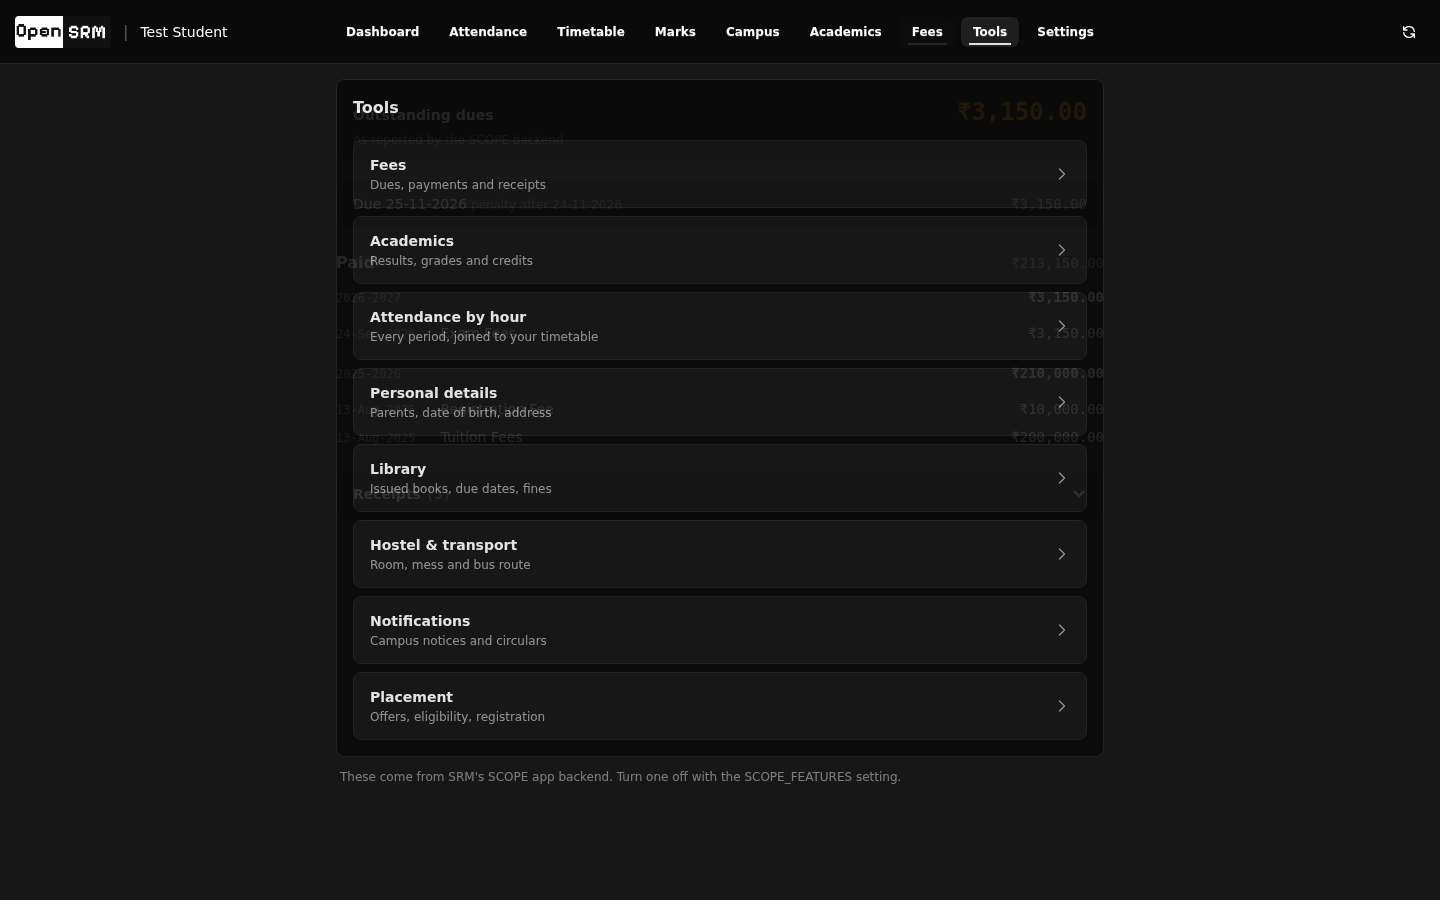 Open SRM | Test Student Dashboard Attendance Timetable Marks Campus Academics Fees Tools Settings
Tools
Outstanding dues ₹3,150.00
As reported by the SCOPE backend
Fees
Dues, payments and receipts
Due 25-11-2026 penalty after 24-11-2026 ₹3,150.00
Academics
Results, grades and credits
Paid ₹213,150.00
2026-2027 ₹3,150.00
Attendance by hour
Every period, joined to your timetable
₹3,150.00
2025-2026 ₹210,000.00
Personal details
Parents, date of birth, address
₹10,000.00
13-Aug-2025 Tuition Fees ₹200,000.00
Library
Issued books, due dates, fines
Receipts
Hostel & transport
Room, mess and bus route
Notifications
Campus notices and circulars
Placement
Offers, eligibility, registration
These come from SRM's SCOPE app backend. Turn one off with the SCOPE_FEATURES setting.